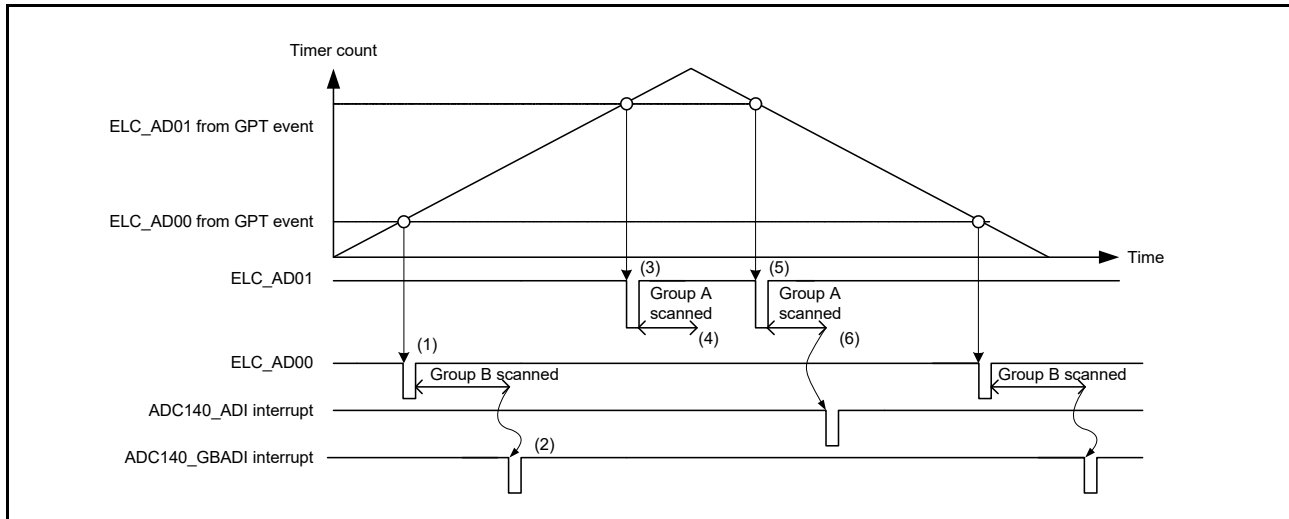 Timer count
ELC_AD01 from GPT event
ELC_AD00 from GPT event
Time
ELC_AD01
(3)
(5)
Group A
scanned
Group A
scanned
(4)
(6)
(1)
ELC_AD00
Group B scanned
Group B scanned
ADC140_ADI interrupt
(2)
ADC140_GBADI interrupt